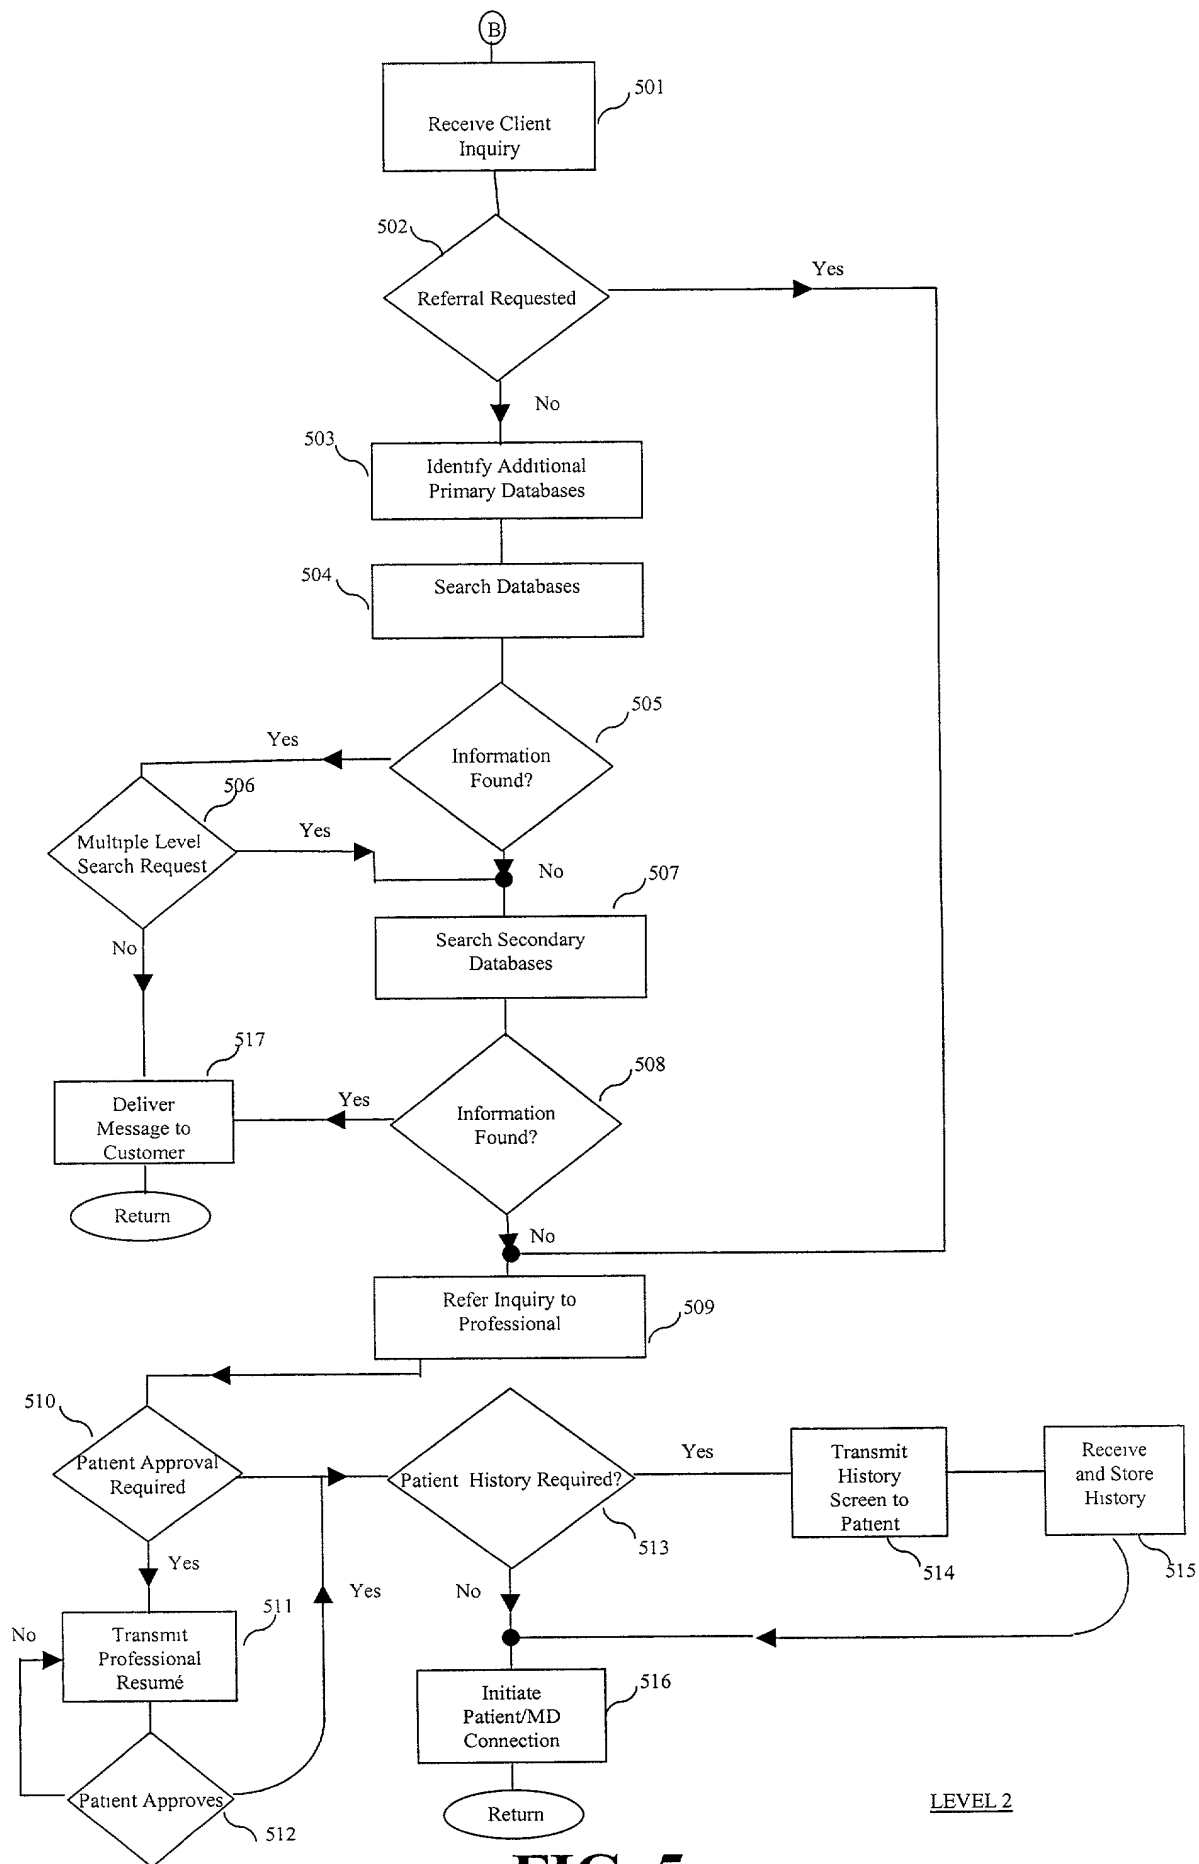 B
501
Receive Client
Inquiry
502
Yes
Referral Requested
No
503
Identify Additional
Primary Databases
504
Search Databases
505
Yes
Information
Found?
506
Yes
Multiple Level
Search Request
No
507
Search Secondary
Databases
No
517
508
Deliver
Message to
Customer
Yes
Information
Found?
Return
No
Refer Inquiry to
Professional
509
510
Patient Approval
Required
Patient History Required?
Yes
Transmit
History
Screen to
Patient
Receive
and Store
History
513
514
515
Yes
Yes
No
511
No
Transmit
Professional
Resumé
Initiate
Patient/MD
Connection
516
Patient Approves
512
Return
LEVEL 2
FIG. 5